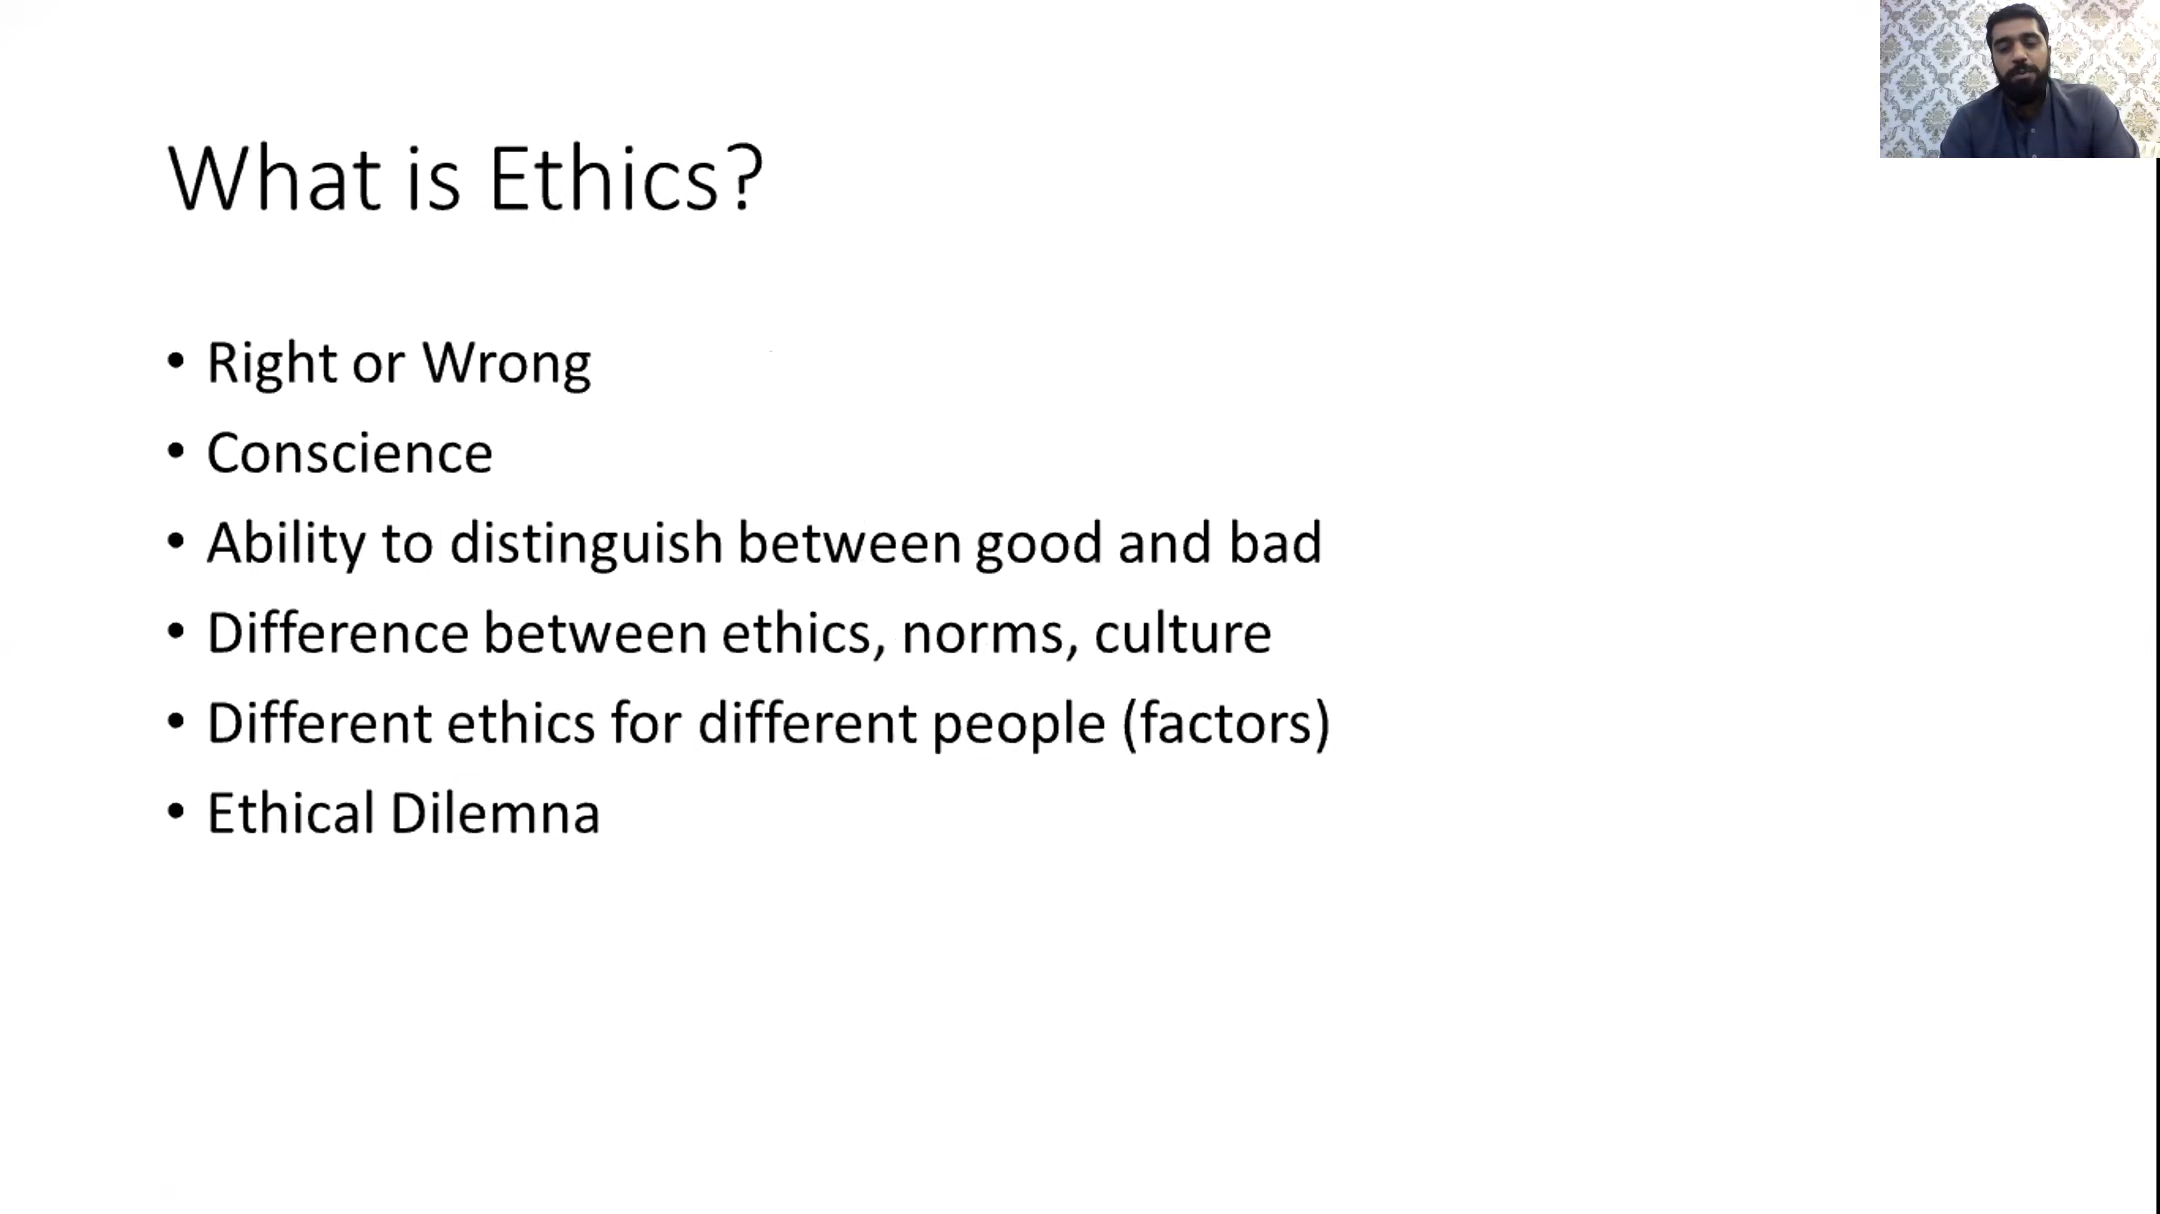 What is Ethics?
• Right or Wrong
• Conscience
• Ability to distinguish between good and bad
• Difference between ethics, norms, culture
• Different ethics for different people (factors)
• Ethical Dilemna